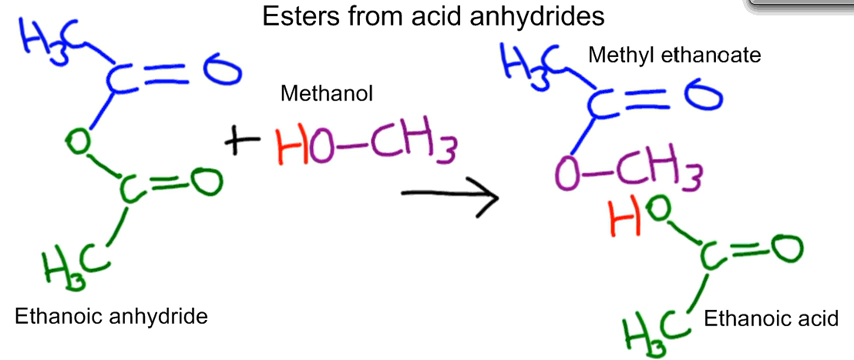 Esters from acid anhydrides
H3C
C=O
O
C=O
H3C
Ethanoic anhydride
+
Methanol
HO-CH3
→
H3C
Methyl ethanoate
C=O
O-CH3
HO
C=O
H3C
Ethanoic acid